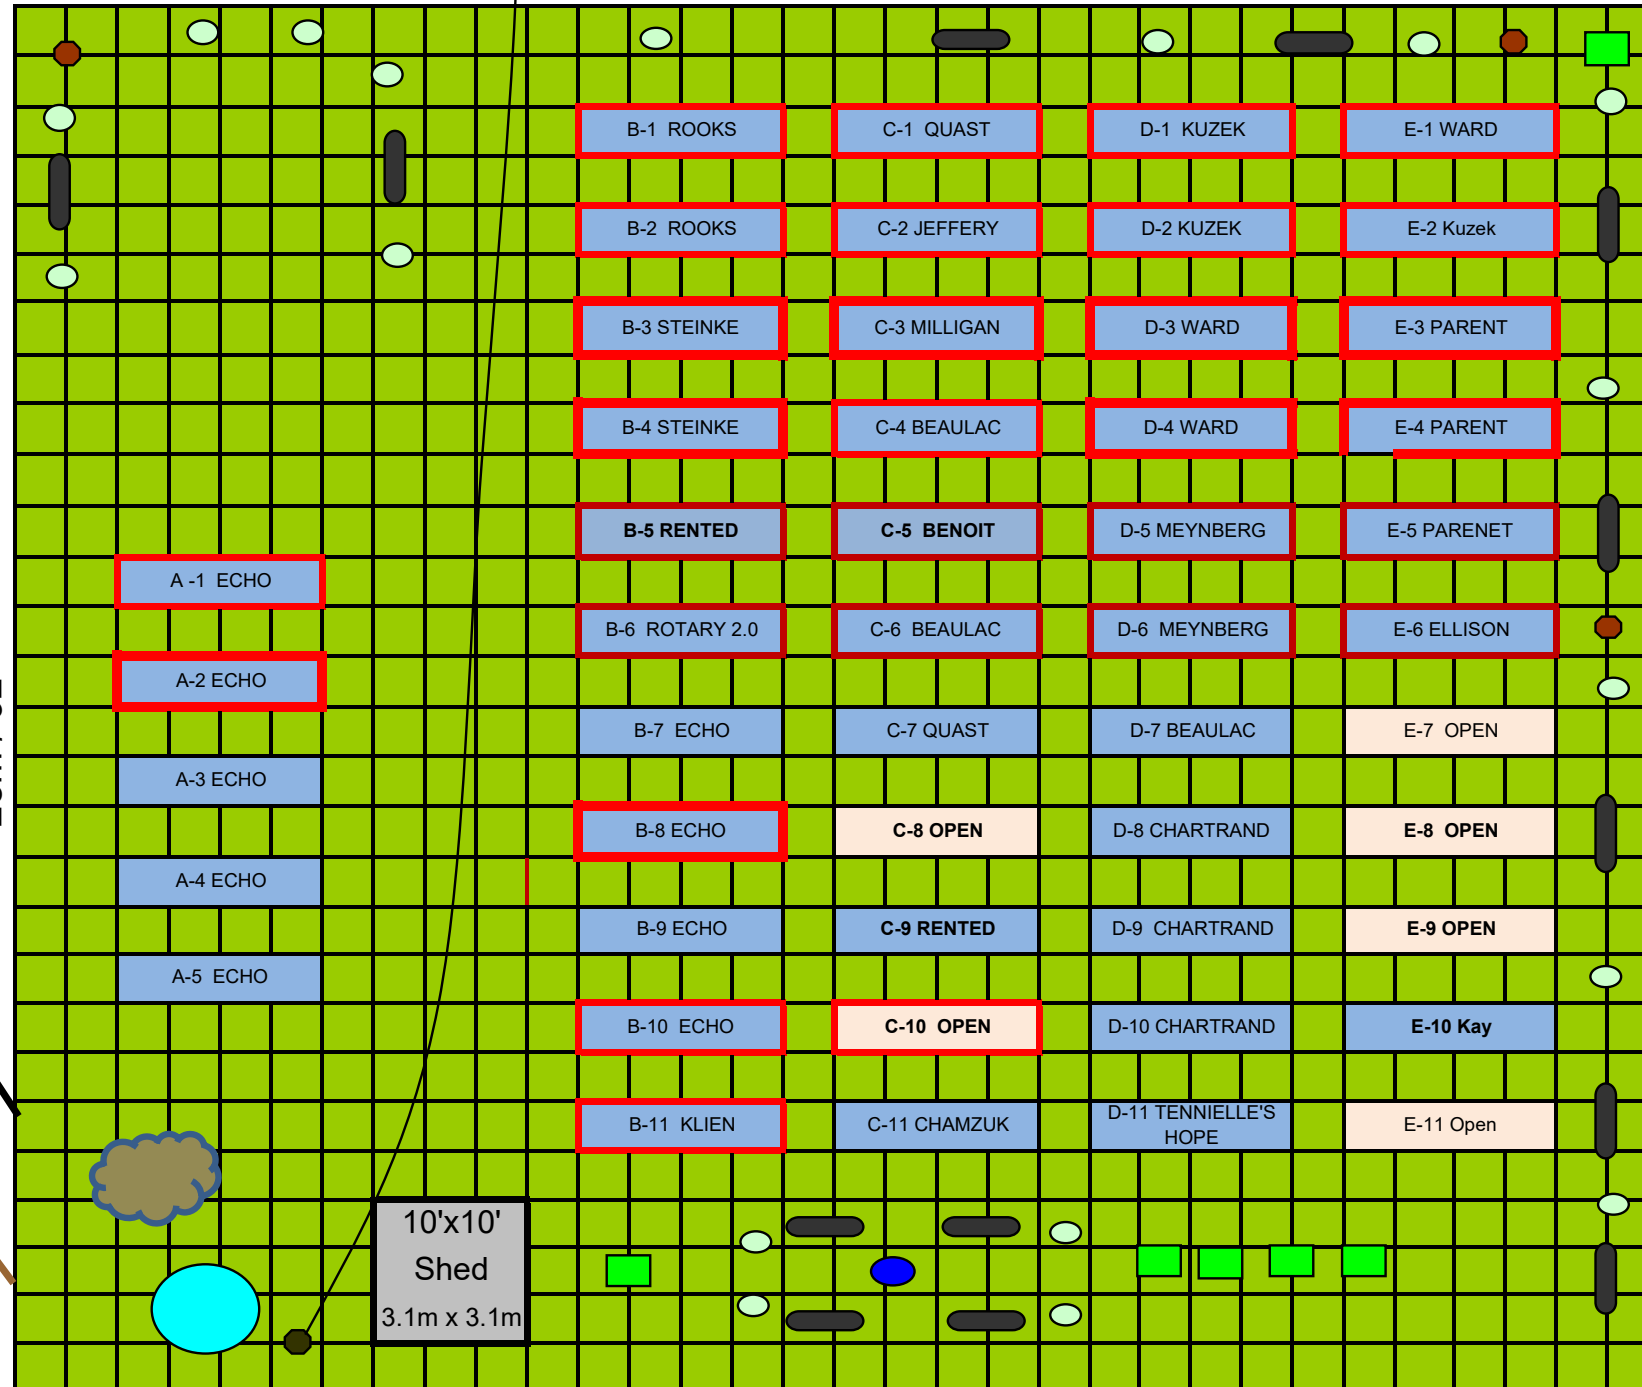 B-1 ROOKS
C-1 QUAST
D-1 KUZEK
E-1 WARD
B-2 ROOKS
C-2 JEFFERY
D-2 KUZEK
E-2 Kuzek
B-3 STEINKE
C-3 MILLIGAN
D-3 WARD
E-3 PARENT
B-4 STEINKE
C-4 BEAULAC
D-4 WARD
E-4 PARENT
B-5 RENTED
C-5 BENOIT
D-5 MEYNBERG
E-5 PARENET
A -1 ECHO
B-6 ROTARY 2.0
C-6 BEAULAC
D-6 MEYNBERG
E-6 ELLISON
A-2 ECHO
B-7 ECHO
C-7 QUAST
D-7 BEAULAC
E-7 OPEN
A-3 ECHO
B-8 ECHO
C-8 OPEN
D-8 CHARTRAND
E-8 OPEN
A-4 ECHO
B-9 ECHO
C-9 RENTED
D-9 CHARTRAND
E-9 OPEN
A-5 ECHO
B-10 ECHO
C-10 OPEN
D-10 CHARTRAND
E-10 Kay
B-11 KLIEN
C-11 CHAMZUK
D-11 TENNIELLE'S
HOPE
E-11 Open
10'x10'
Shed
3.1m x 3.1m